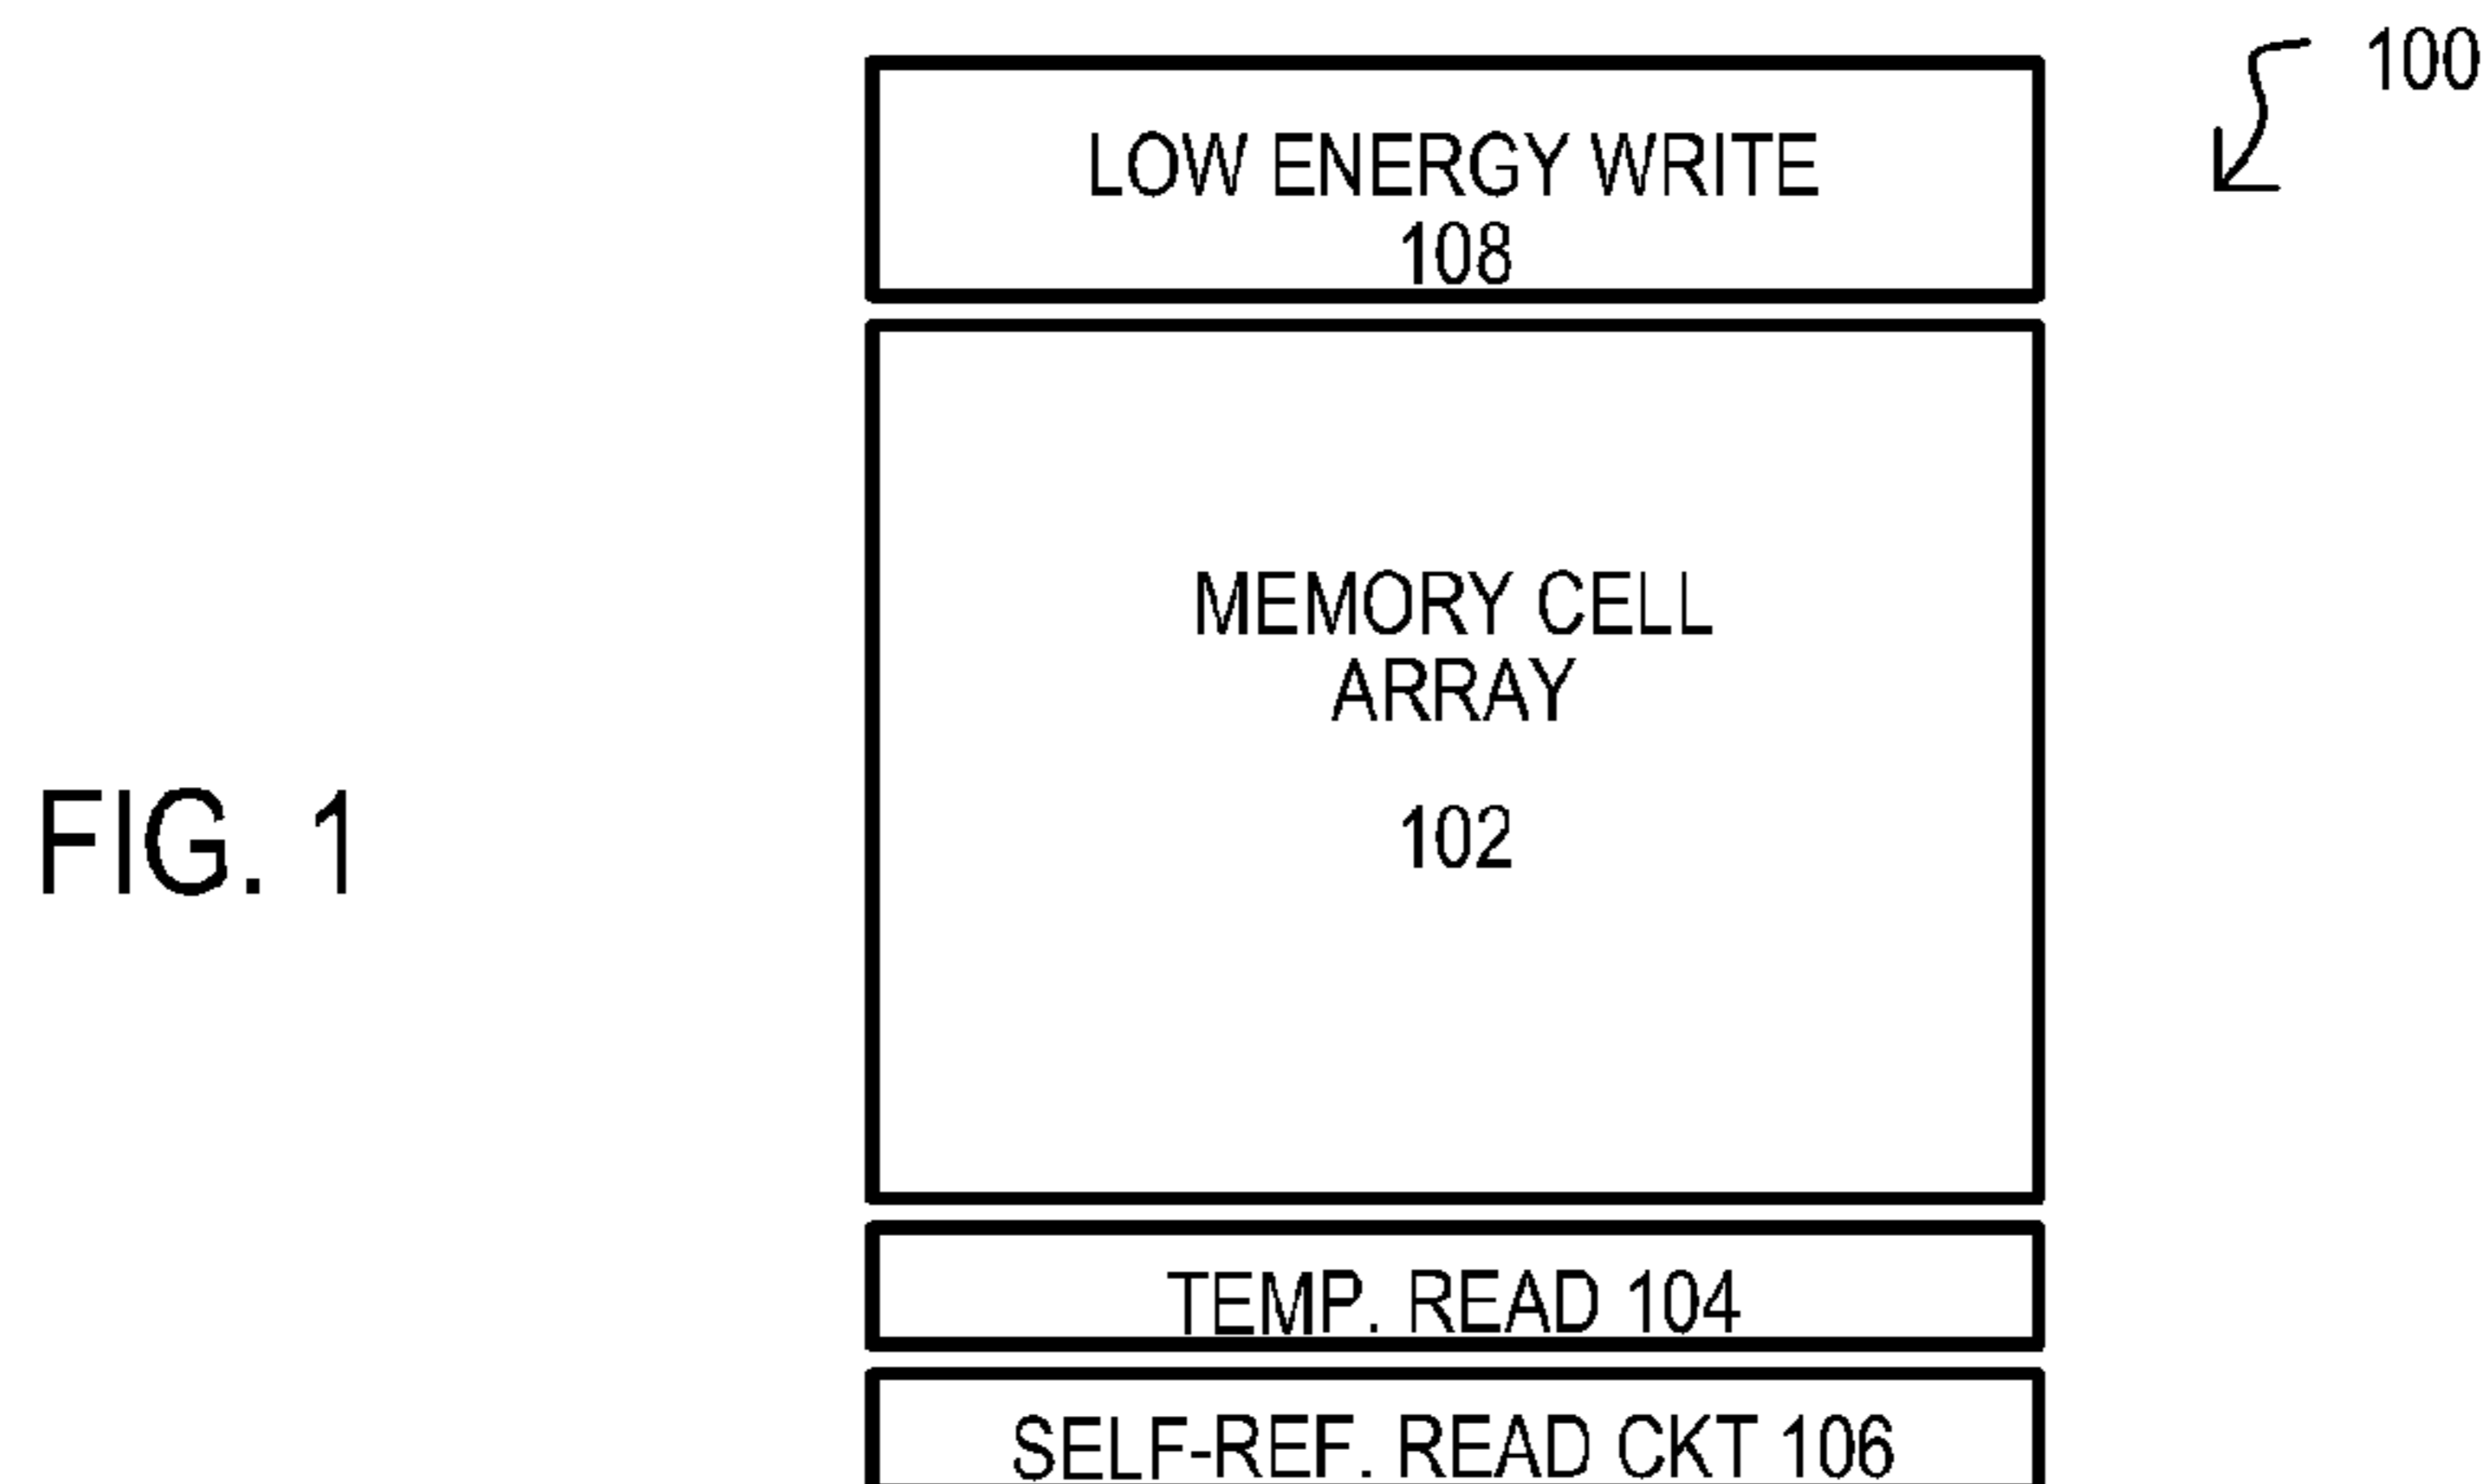 100
LOW ENERGY WRITE
108
MEMORY CELL
ARRAY
102
FIG. 1
TEMP. READ 104
SELF-REF. READ CKT 106